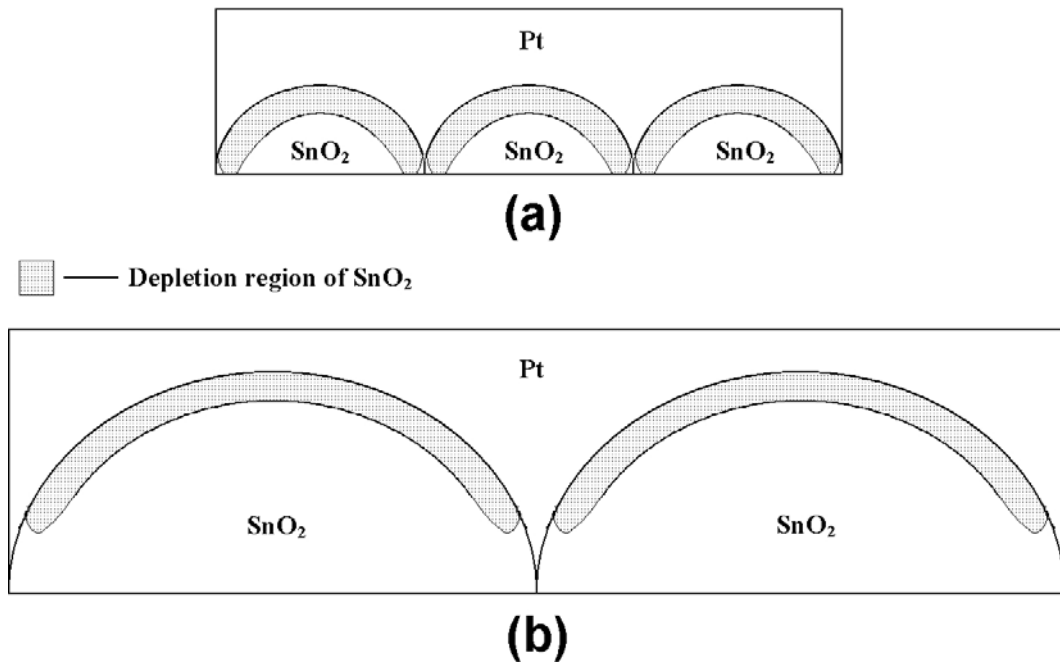 Pt
SnO₂ SnO₂ SnO₂
(a)
Depletion region of SnO₂
Pt
SnO₂ SnO₂
(b)